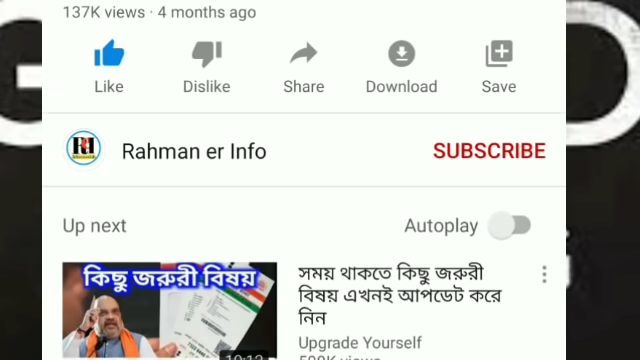 137K views · 4 months ago
Like Dislike Share Download Save
Rahman er Info SUBSCRIBE
Up next Autoplay
কিছু জরুরী বিষয়
সময় থাকতে কিছু জরুরী
বিষয় এখনই আপডেট করে
নিন
Upgrade Yourself